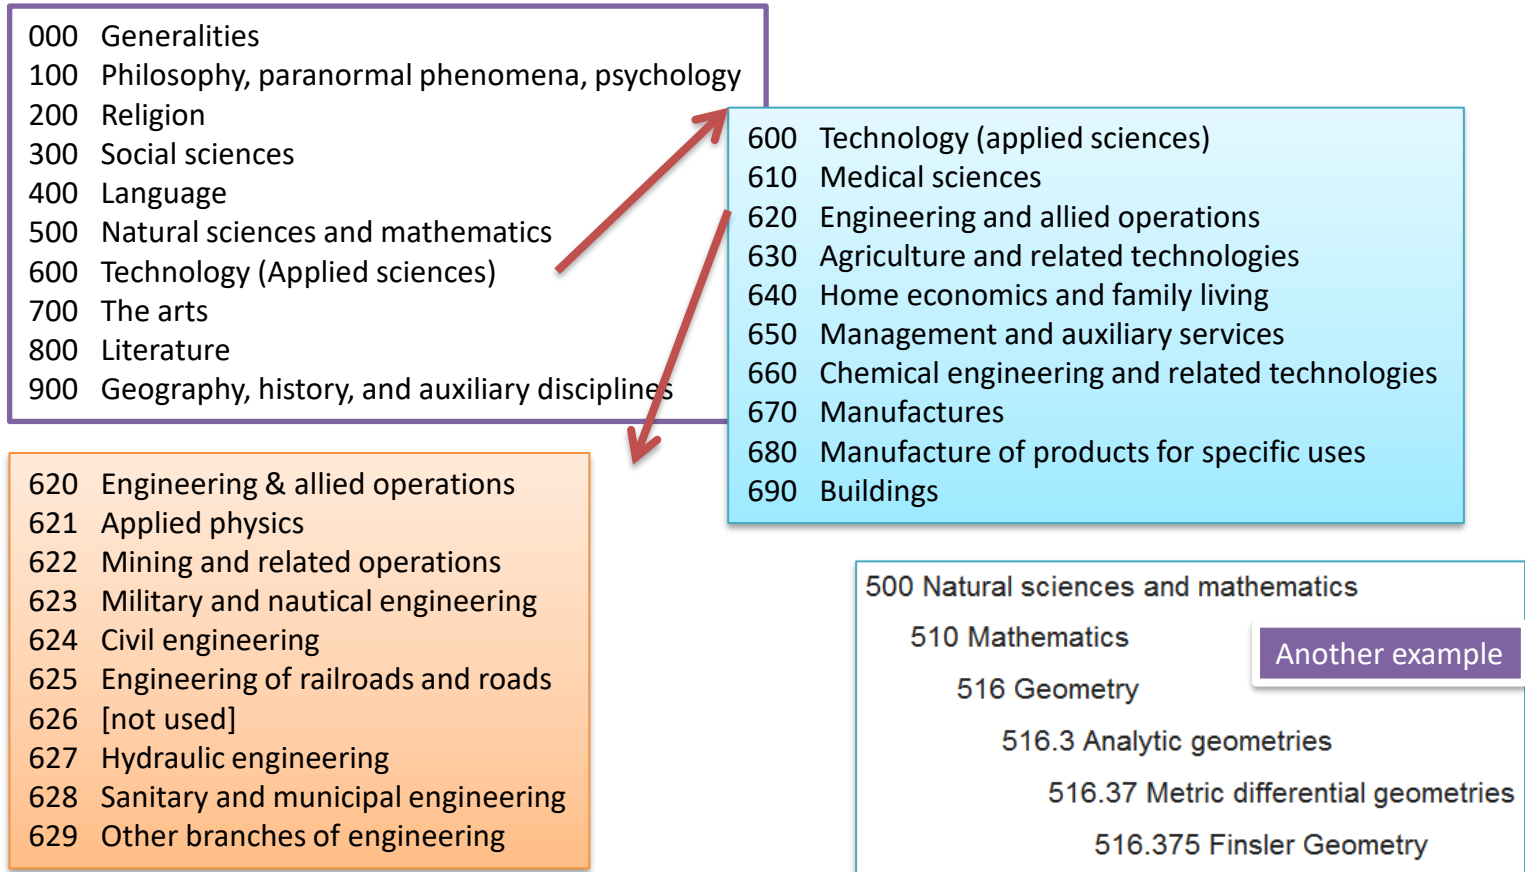 000 Generalities
100 Philosophy, paranormal phenomena, psychology
200 Religion
300 Social sciences
400 Language
500 Natural sciences and mathematics
600 Technology (Applied sciences)
700 The arts
800 Literature
900 Geography, history, and auxiliary disciplines
600 Technology (applied sciences)
610 Medical sciences
620 Engineering and allied operations
630 Agriculture and related technologies
640 Home economics and family living
650 Management and auxiliary services
660 Chemical engineering and related technologies
670 Manufactures
680 Manufacture of products for specific uses
690 Buildings
620 Engineering & allied operations
621 Applied physics
622 Mining and related operations
623 Military and nautical engineering
624 Civil engineering
625 Engineering of railroads and roads
626 [not used]
627 Hydraulic engineering
628 Sanitary and municipal engineering
629 Other branches of engineering
500 Natural sciences and mathematics
510 Mathematics
Another example
516 Geometry
516.3 Analytic geometries
516.37 Metric differential geometries
516.375 Finsler Geometry